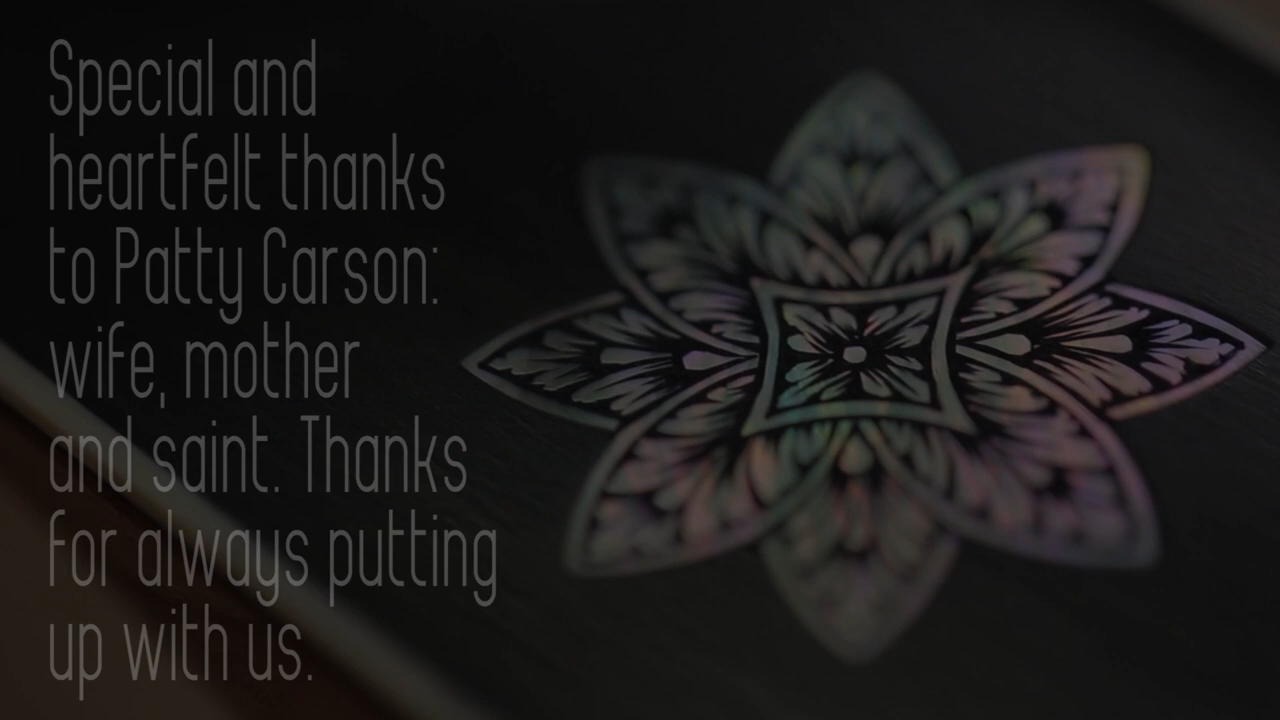 Special and
heartfelt thanks
to Patty Carson:
wife, mother
and saint. Thanks
for always putting
up with us.